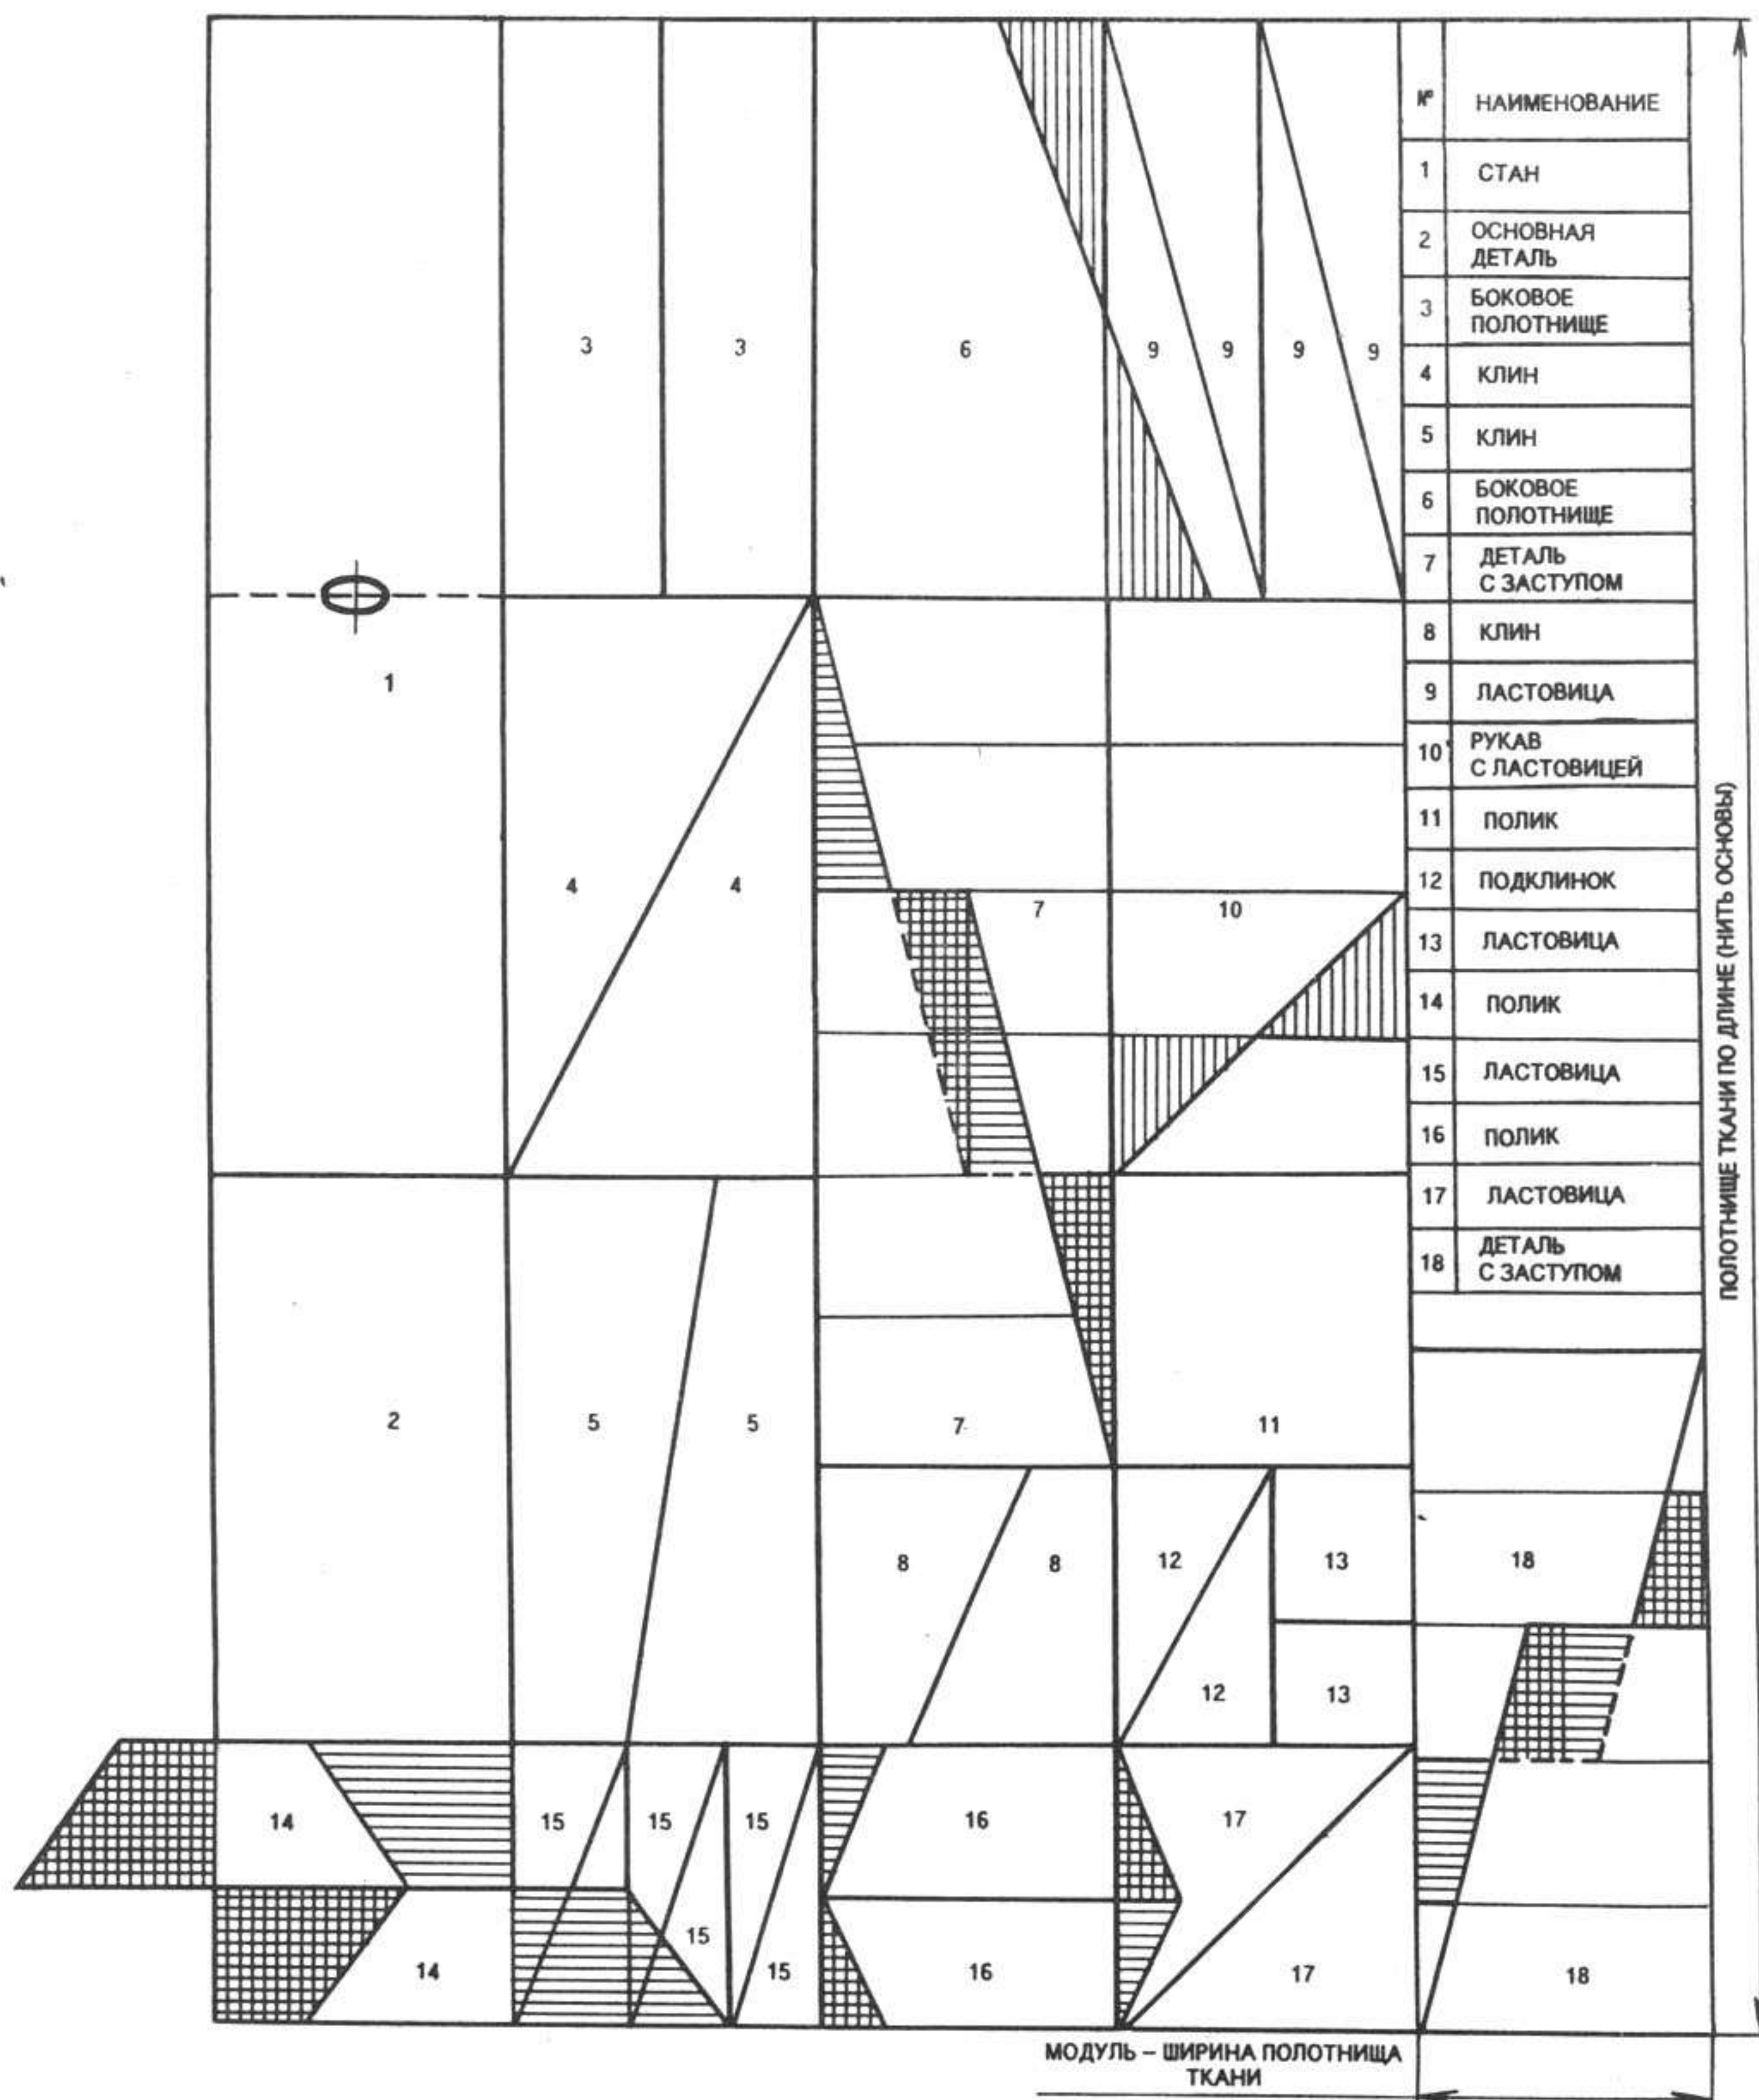 № НАИМЕНОВАНИЕ
1 СТАН
2 ОСНОВНАЯ
ДЕТАЛЬ
3 БОКОВОЕ
ПОЛОТНИЩЕ
4 КЛИН
5 КЛИН
6 БОКОВОЕ
ПОЛОТНИЩЕ
7 ДЕТАЛЬ
С ЗАСТУПОМ
8 КЛИН
9 ЛАСТОВИЦА
10 РУКАВ
С ЛАСТОВИЦЕЙ
11 ПОЛИК
12 ПОДКЛИНОК
13 ЛАСТОВИЦА
14 ПОЛИК
15 ЛАСТОВИЦА
16 ПОЛИК
17 ЛАСТОВИЦА
18 ДЕТАЛЬ
С ЗАСТУПОМ
3 3 6 9 9 9 9
1
4 4 7 10
2 5 5 7 11
8 8 12 13 18
12 13
14 15 15 15 16 17
15
14 15 16 17 18
ПОЛОТНИЩЕ ТКАНИ ПО ДЛИНЕ (НИТЬ ОСНОВЫ)
МОДУЛЬ – ШИРИНА ПОЛОТНИЩА
ТКАНИ